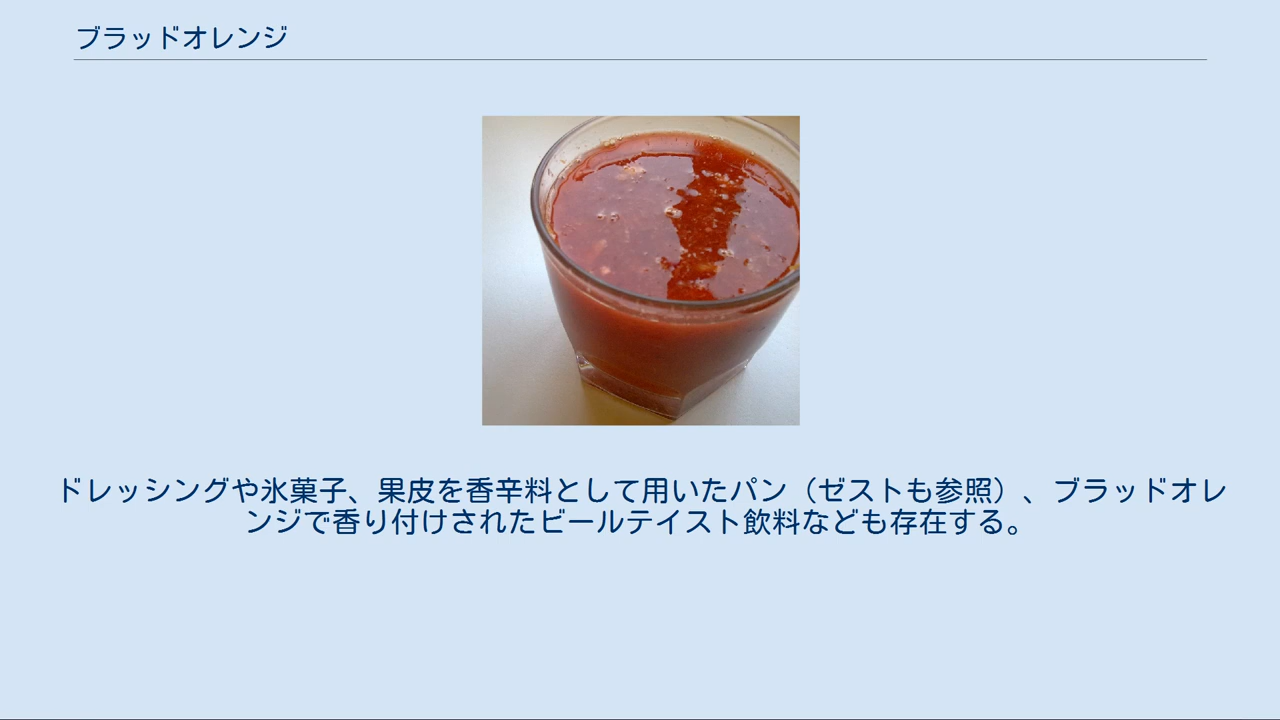 ブラッドオレンジ
ドレッシングや氷菓子、果皮を香辛料として用いたパン（ゼストも参照）、ブラッドオレ
ンジで香り付けされたビールテイスト飲料なども存在する。